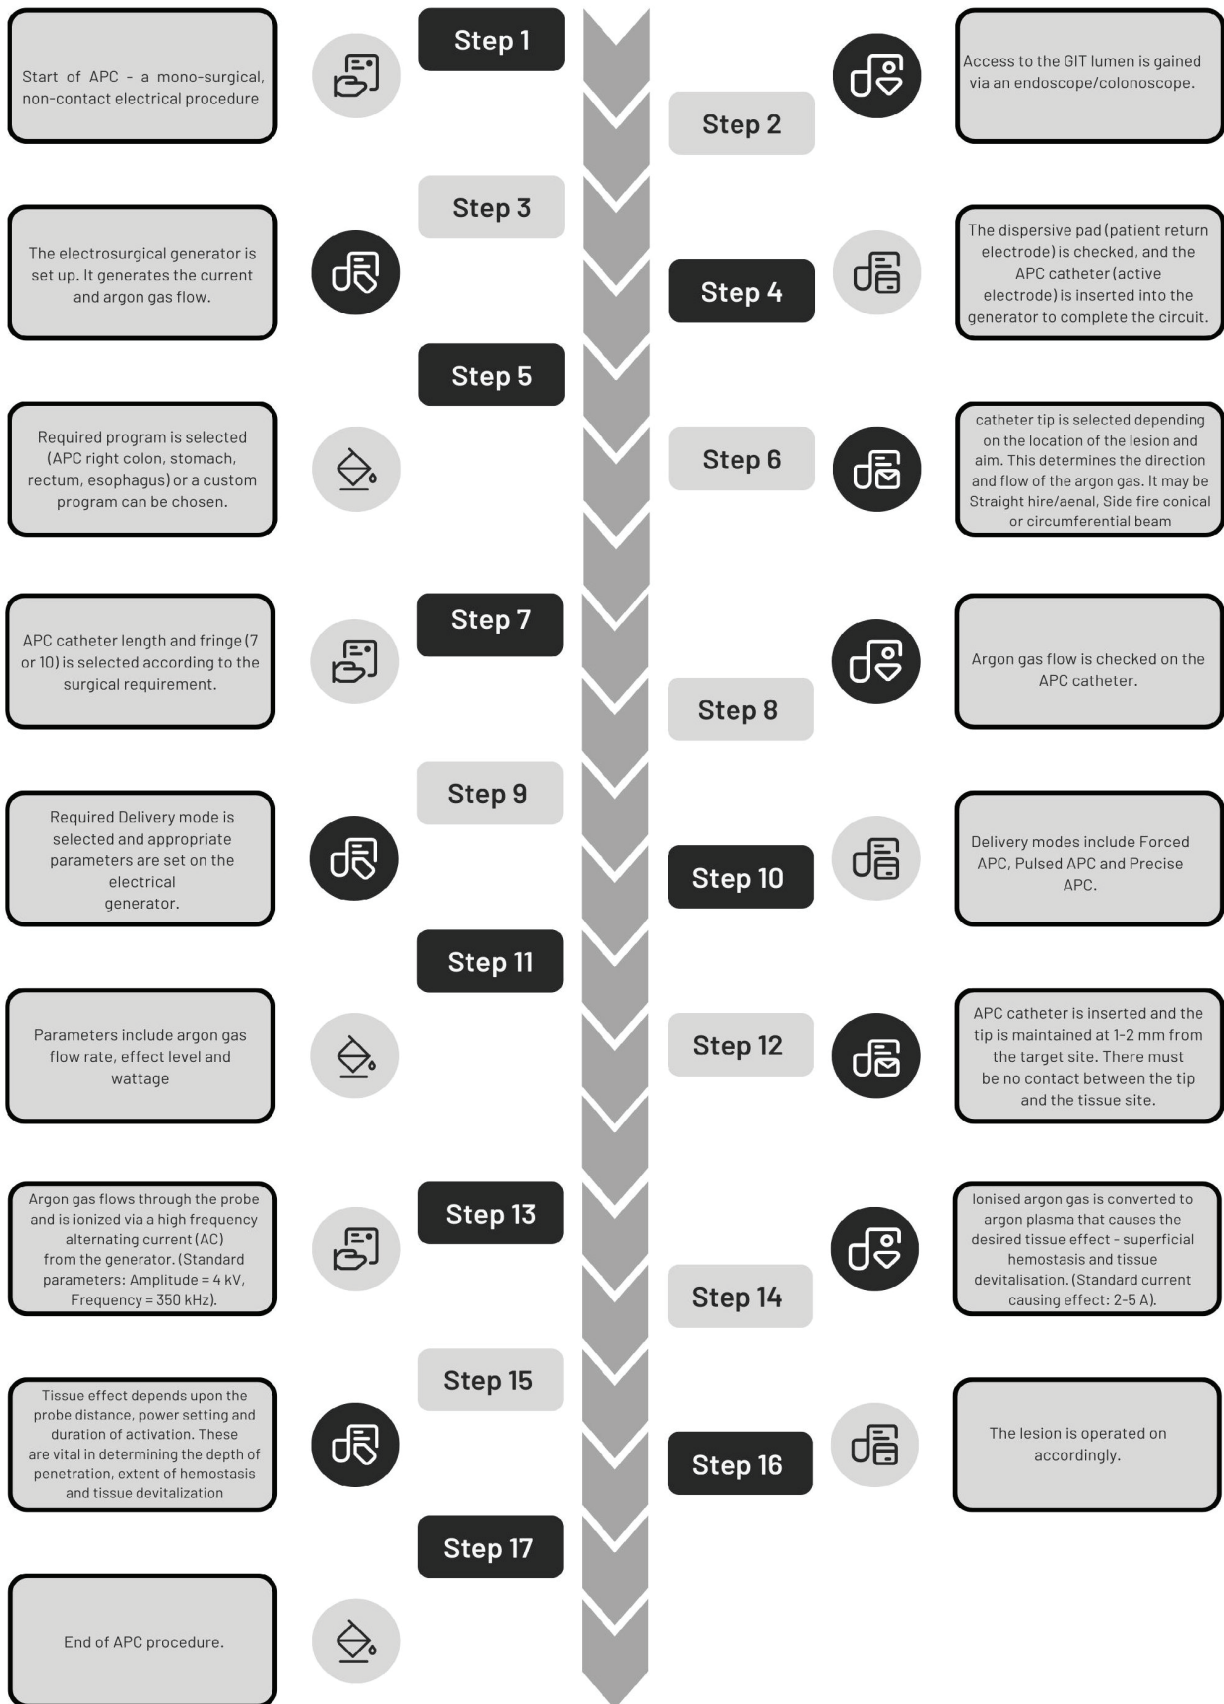 Step 1
Start of APC - a mono-surgical,
non-contact electrical procedure
Step 2
Access to the GIT lumen is gained
via an endoscope/colonoscope.
Step 3
The electrosurgical generator is
set up. It generates the current
and argon gas flow.
Step 4
The dispersive pad (patient return
electrode) is checked, and the
APC catheter (active
electrode) is inserted into the
generator to complete the circuit.
Step 5
Required program is selected
(APC right colon, stomach,
rectum, esophagus) or a custom
program can be chosen.
Step 6
catheter tip is selected depending
on the location of the lesion and
aim. This determines the direction
and flow of the argon gas. It may be
Straight hire/aenal, Side fire conical
or circumferential beam
Step 7
APC catheter length and fringe (7
or 10) is selected according to the
surgical requirement.
Step 8
Argon gas flow is checked on the
APC catheter.
Step 9
Required Delivery mode is
selected and appropriate
parameters are set on the
electrical
generator.
Step 10
Delivery modes include Forced
APC, Pulsed APC and Precise
APC.
Step 11
Parameters include argon gas
flow rate, effect level and
wattage
Step 12
APC catheter is inserted and the
tip is maintained at 1-2 mm from
the target site. There must
be no contact between the tip
and the tissue site.
Step 13
Argon gas flows through the probe
and is ionized via a high frequency
alternating current (AC)
from the generator. (Standard
parameters: Amplitude = 4 kV,
Frequency = 350 kHz).
Step 14
Ionised argon gas is converted to
argon plasma that causes the
desired tissue effect - superficial
hemostasis and tissue
devitalisation. (Standard current
causing effect: 2-5 A).
Step 15
Tissue effect depends upon the
probe distance, power setting and
duration of activation. These
are vital in determining the depth of
penetration, extent of hemostasis
and tissue devitalization
Step 16
The lesion is operated on
accordingly.
Step 17
End of APC procedure.